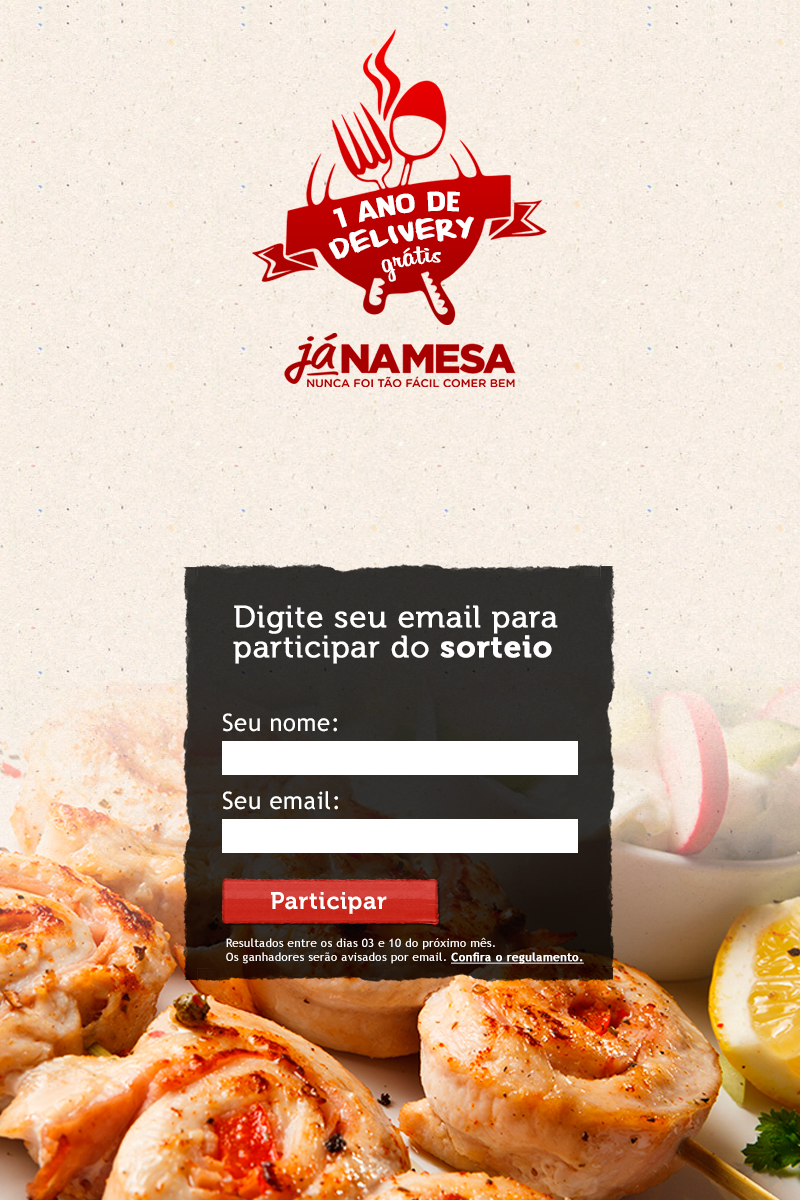 1 ANO DE
DELIVERY
grátis
já NAMESA
NUNCA FOI TÃO FÁCIL COMER BEM
Digite seu email para
participar do sorteio
Seu nome:
Seu email:
Participar
Resultados entre os dias 03 e 10 do próximo mês.
Os ganhadores serão avisados por email. Confira o regulamento.